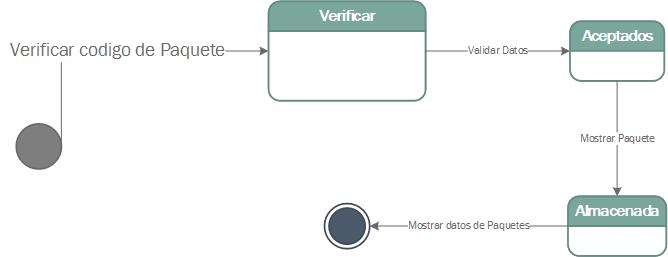 Verificar
Verificar codigo de Paquete
Validar Datos
Aceptados
Mostrar Paquete
Almacenada
Mostrar datos de Paquetes